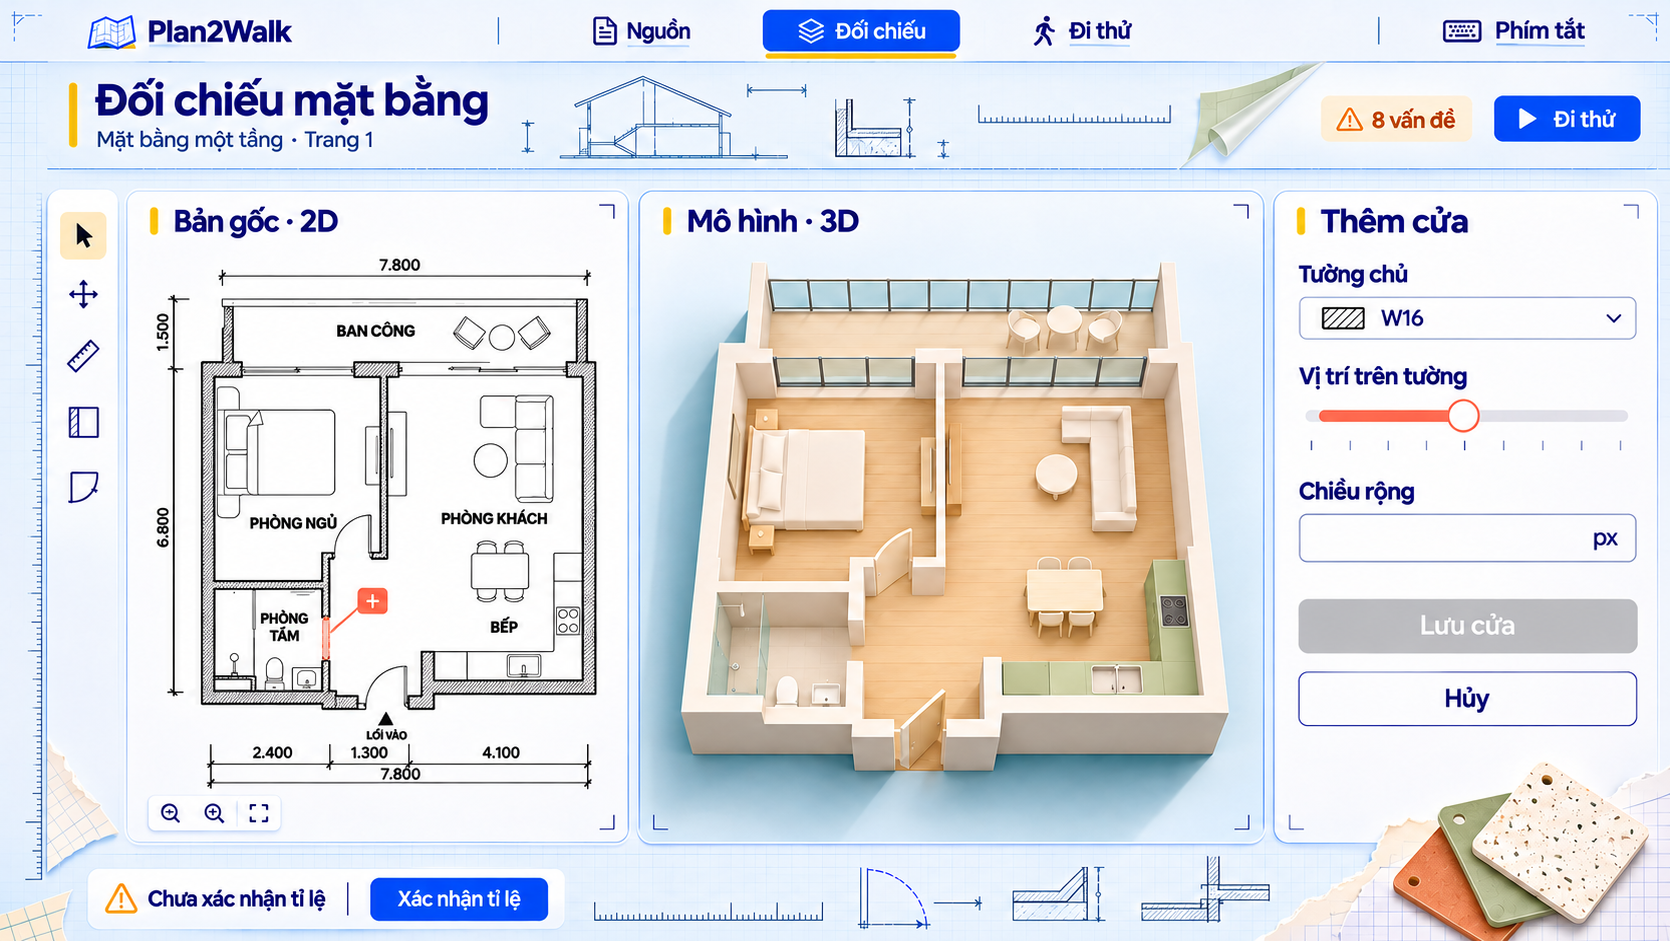 Plan2Walk
Nguồn
Đối chiếu
Đi thử
Phím tắt
Đối chiếu mặt bằng
Mặt bằng một tầng · Trang 1
8 vấn đề
Đi thử
Bản gốc · 2D
7.800
1.500
BAN CÔNG
6.800
PHÒNG NGỦ
PHÒNG KHÁCH
PHÒNG
TẮM
BẾP
LỐI VÀO
2.400
1.300
4.100
7.800
Mô hình · 3D
Thêm cửa
Tường chủ
W16
Vị trí trên tường
Chiều rộng
px
Lưu cửa
Hủy
Chưa xác nhận tỉ lệ
Xác nhận tỉ lệ